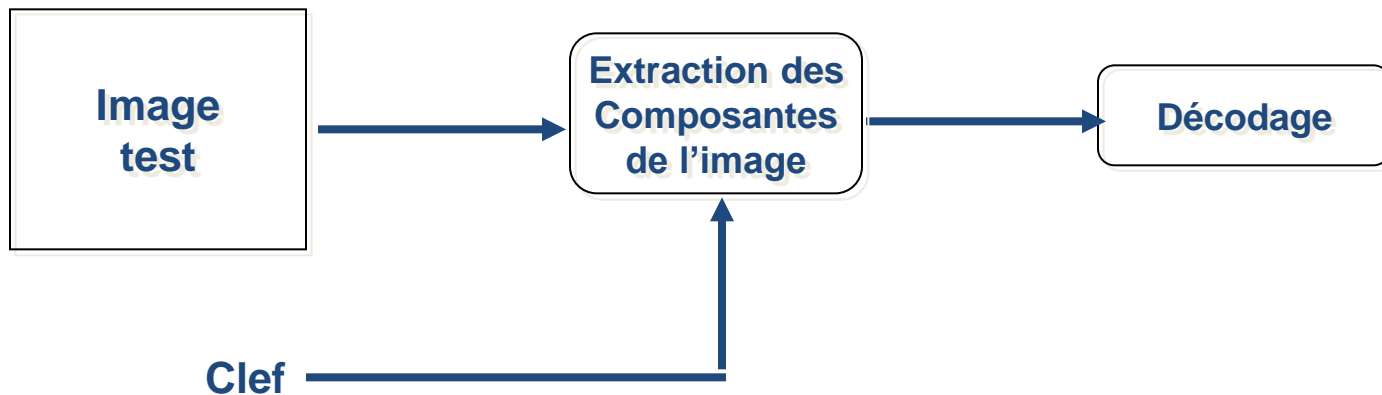 Image
test
Extraction des
Composantes
de l’image
Décodage
Clef